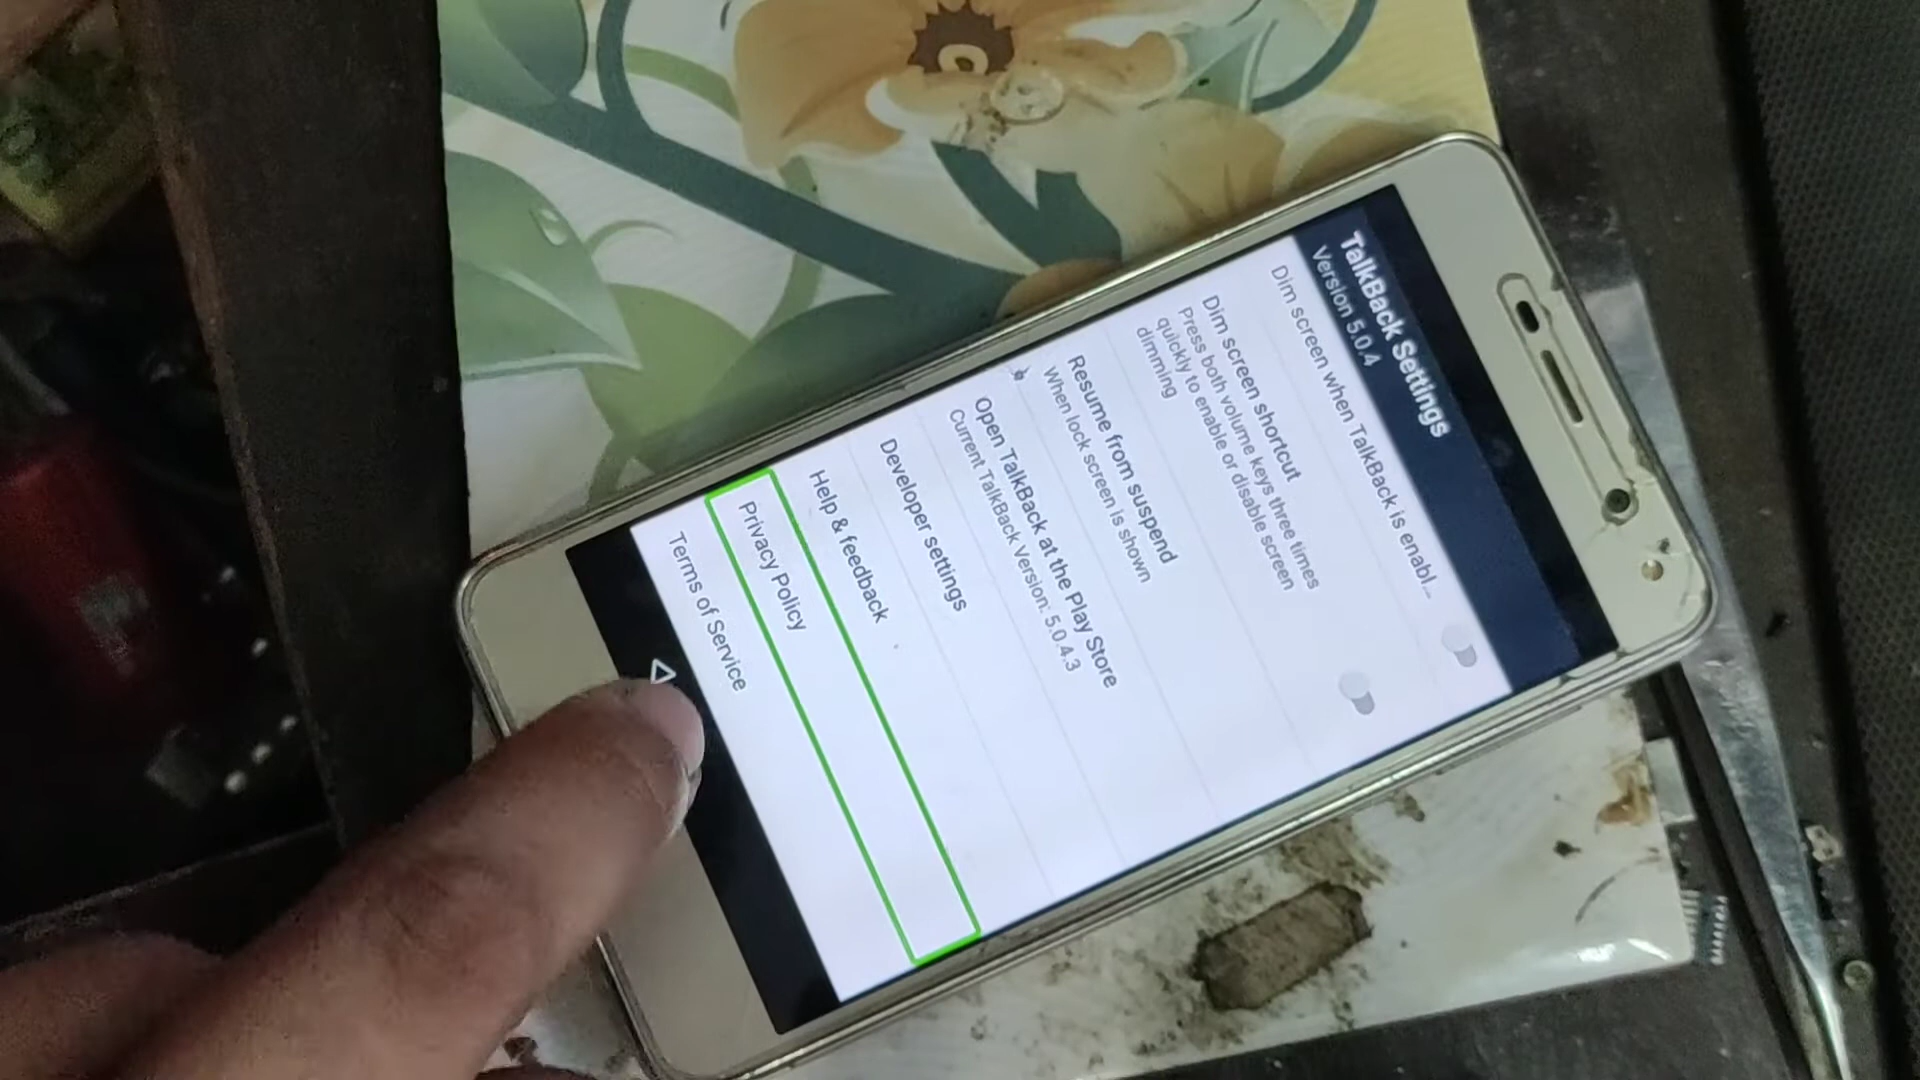 TalkBack Settings
Version 5.0.4
Dim screen when TalkBack is enabl...
Dim screen shortcut
Press both volume keys three times
quickly to enable or disable screen
dimming
Resume from suspend
When lock screen is shown
Open TalkBack at the Play Store
Current TalkBack Version: 5.0.4.3
Developer settings
Help & feedback
Privacy Policy
Terms of Service